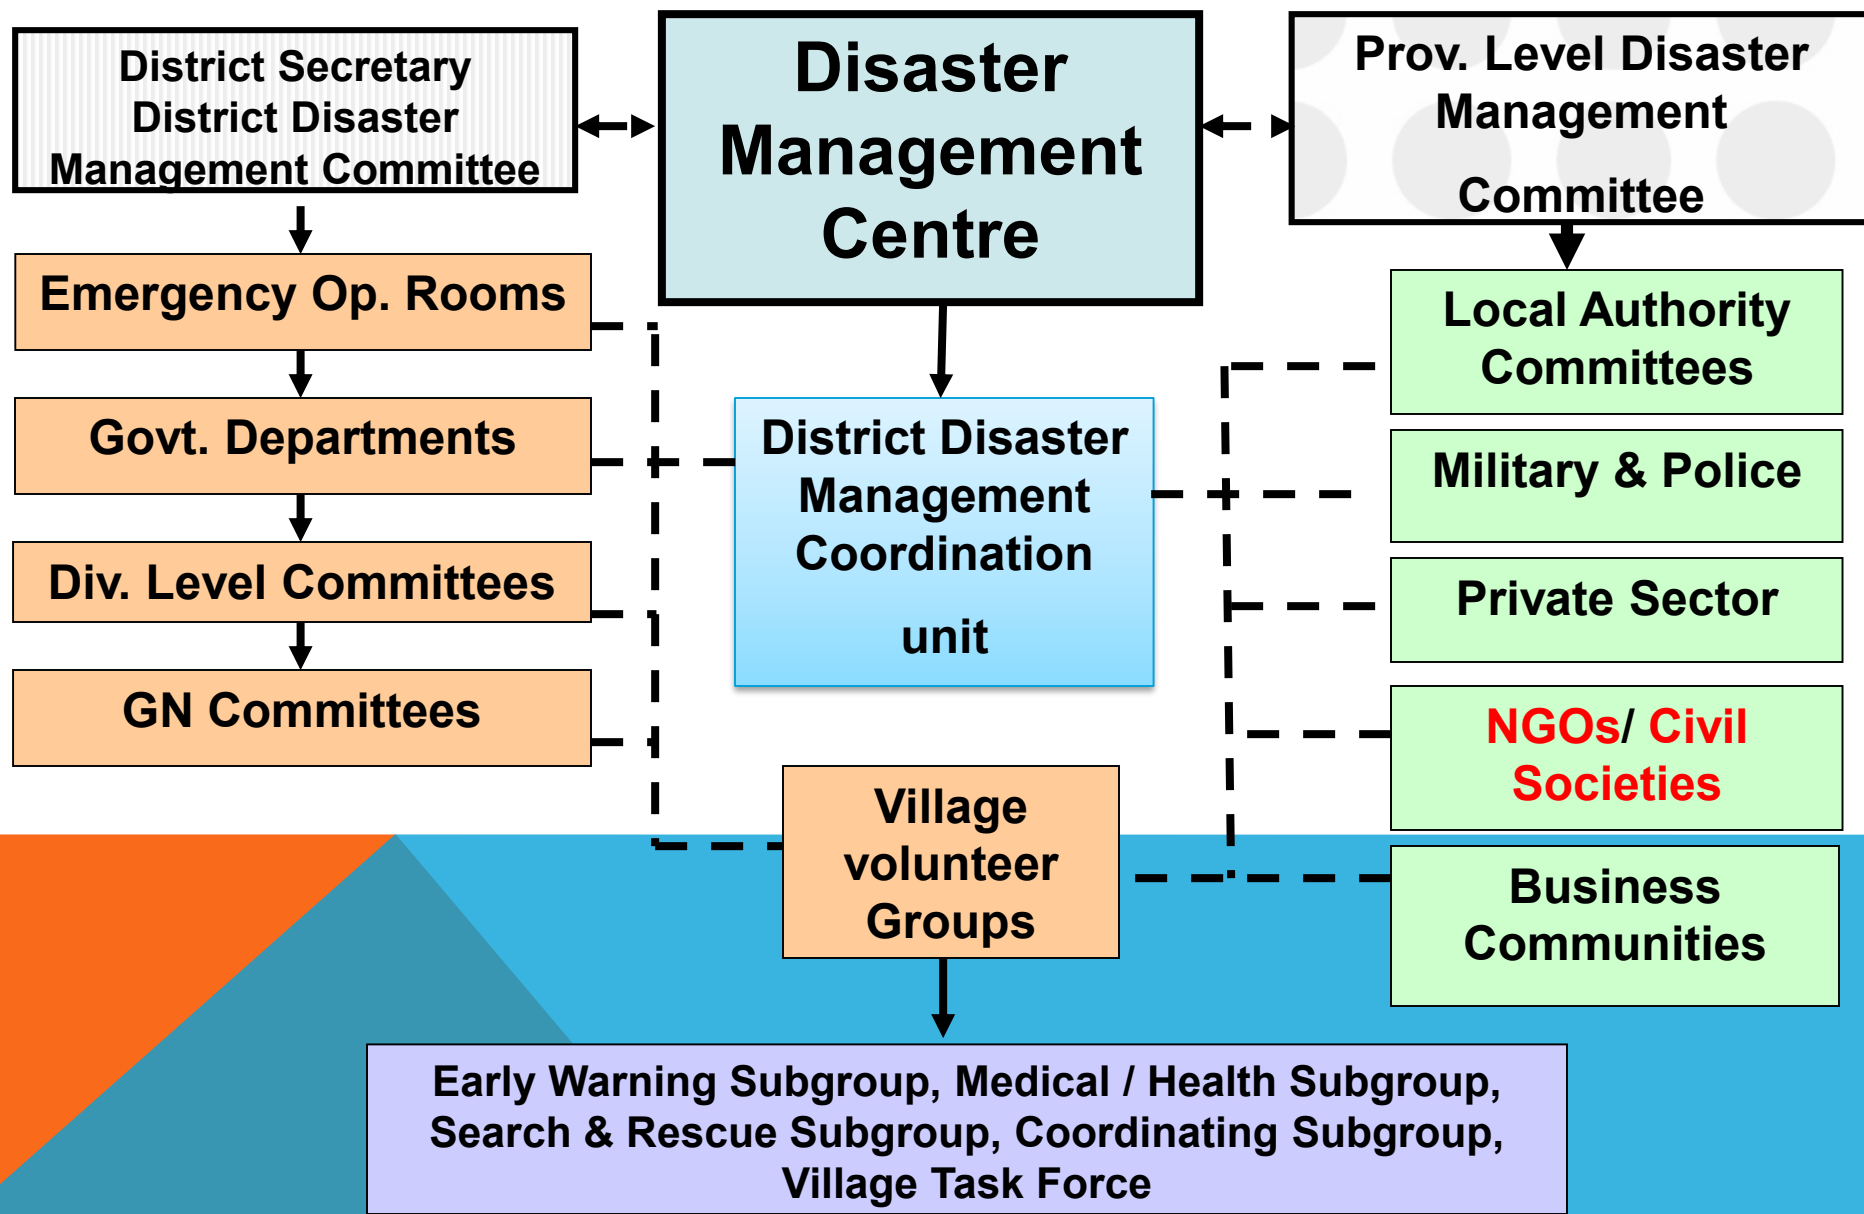 District Secretary
District Disaster
Management Committee
Disaster
Management
Centre
Prov. Level Disaster
Management
Committee
Emergency Op. Rooms
Govt. Departments
Div. Level Committees
GN Committees
District Disaster
Management
Coordination
unit
Local Authority
Committees
Military & Police
Private Sector
NGOs/ Civil
Societies
Business
Communities
Village
volunteer
Groups
Early Warning Subgroup, Medical / Health Subgroup,
Search & Rescue Subgroup, Coordinating Subgroup,
Village Task Force